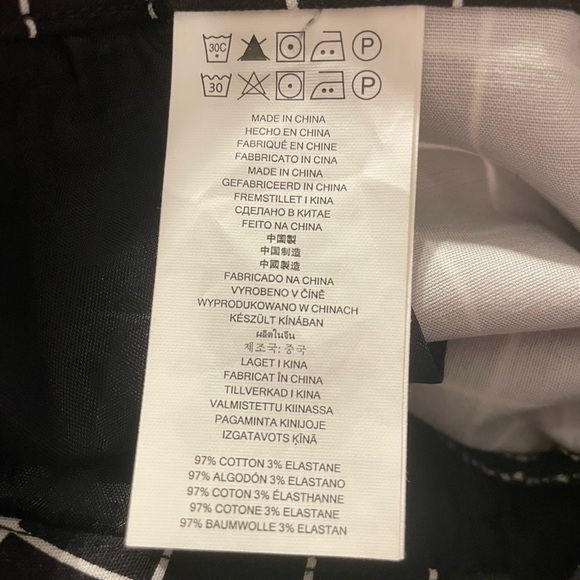 30C P
30 P
MADE IN CHINA
HECHO EN CHINA
FABRIQUÉ EN CHINE
FABBRICATO IN CINA
MADE IN CHINA
GEFABRICEERD IN CHINA
FREMSTILLET I KINA
СДЕЛАНО В КИТАЕ
FEITO NA CHINA
中国製
中国制造
中國製造
FABRICADO NA CHINA
VYROBENO V ČÍNĚ
WYPRODUKOWANO W CHINACH
KÉSZÜLT KÍNÁBAN
ผลิตในจีน
제조국: 중국
LAGET I KINA
FABRICAT ÎN CHINA
TILLVERKAD I KINA
VALMISTETTU KIINASSA
PAGAMINTA KINIJOJE
IZGATAVOTS ĶĪNĀ
97% COTTON 3% ELASTANE
97% ALGODÓN 3% ELASTANO
97% COTON 3% ÉLASTHANNE
97% COTONE 3% ELASTANE
97% BAUMWOLLE 3% ELASTAN